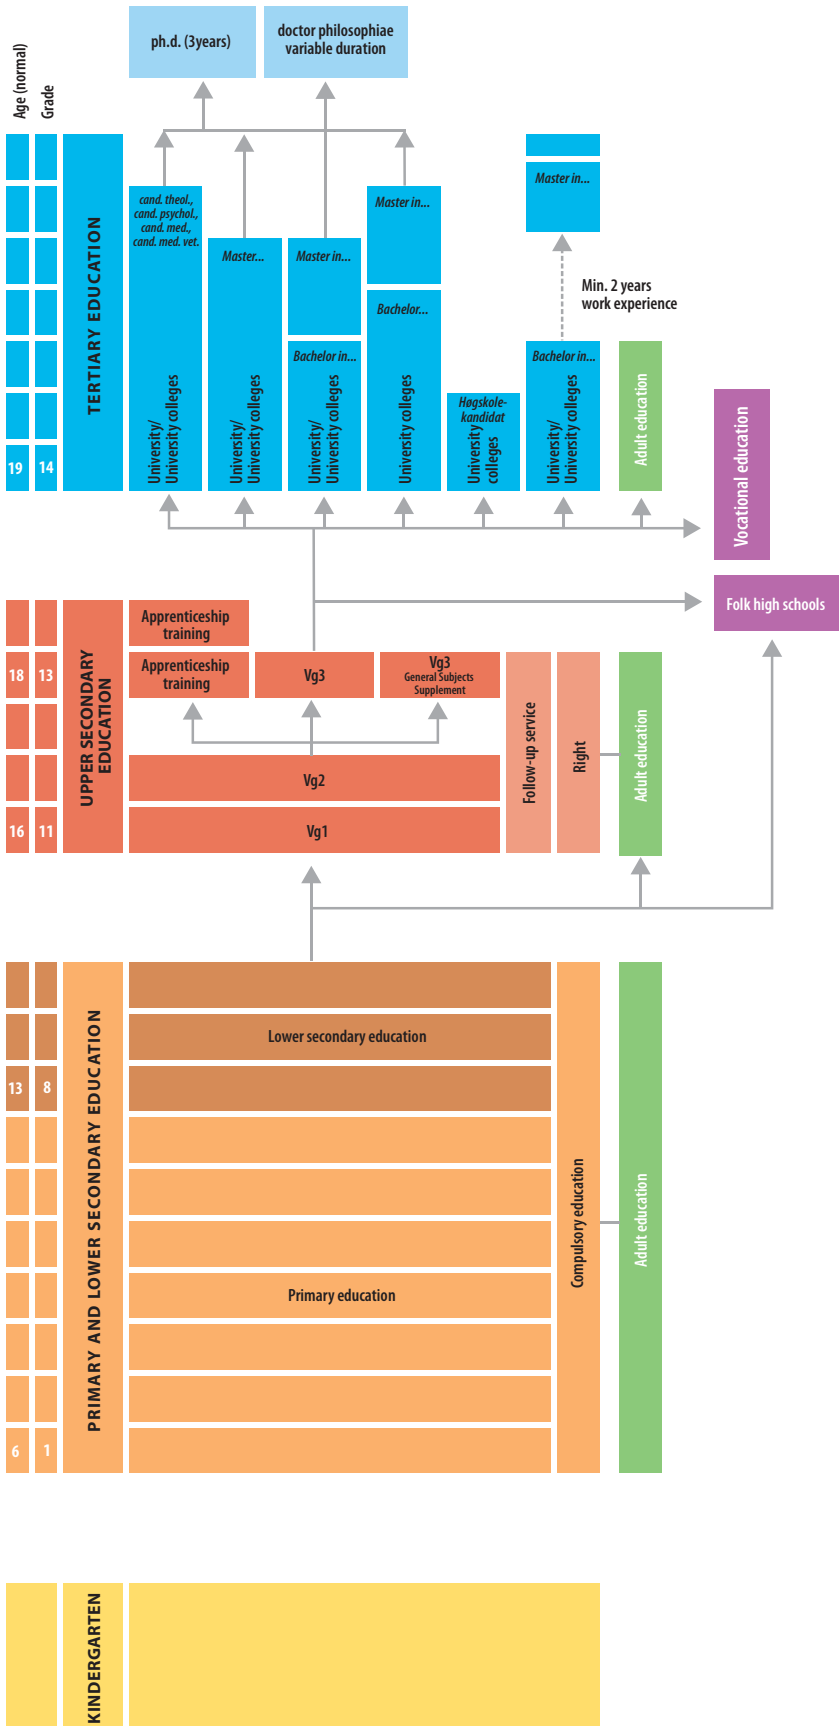 Age (normal)
Grade
ph.d. (3years)
doctor philosophiae
variable duration
TERTIARY EDUCATION
cand. theol.,
cand. psychol.,
cand. med.,
cand. med. vet.
University/
University colleges
Master...
University/
University colleges
Master in...
Bachelor in...
University/
University colleges
Master in...
Bachelor...
University colleges
Høgskole-
kandidat
University
colleges
Master in...
Min. 2 years
work experience
Bachelor in...
University/
University colleges
Adult education
19
14
Vocational education
Folk high schools
UPPER SECONDARY
EDUCATION
Apprenticeship
training
18
13
Apprenticeship
training
Vg3
Vg3
General Subjects
Supplement
Follow-up service
Right
Adult education
Vg2
16
11
Vg1
PRIMARY AND LOWER SECONDARY EDUCATION
Lower secondary education
13
8
Compulsory education
Adult education
Primary education
6
1
KINDERGARTEN